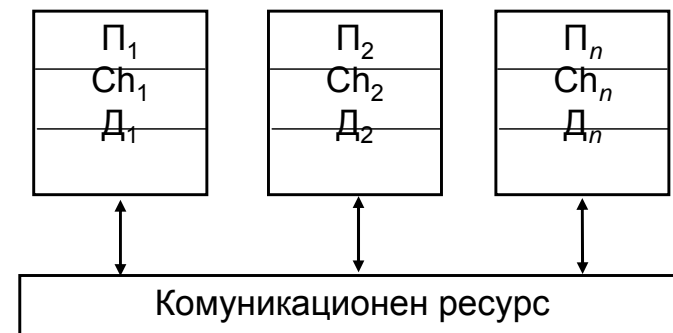 П₁
Ch₁
Д₁
П₂
Ch₂
Д₂
Пₙ
Chₙ
Дₙ
Комуникационен ресурс